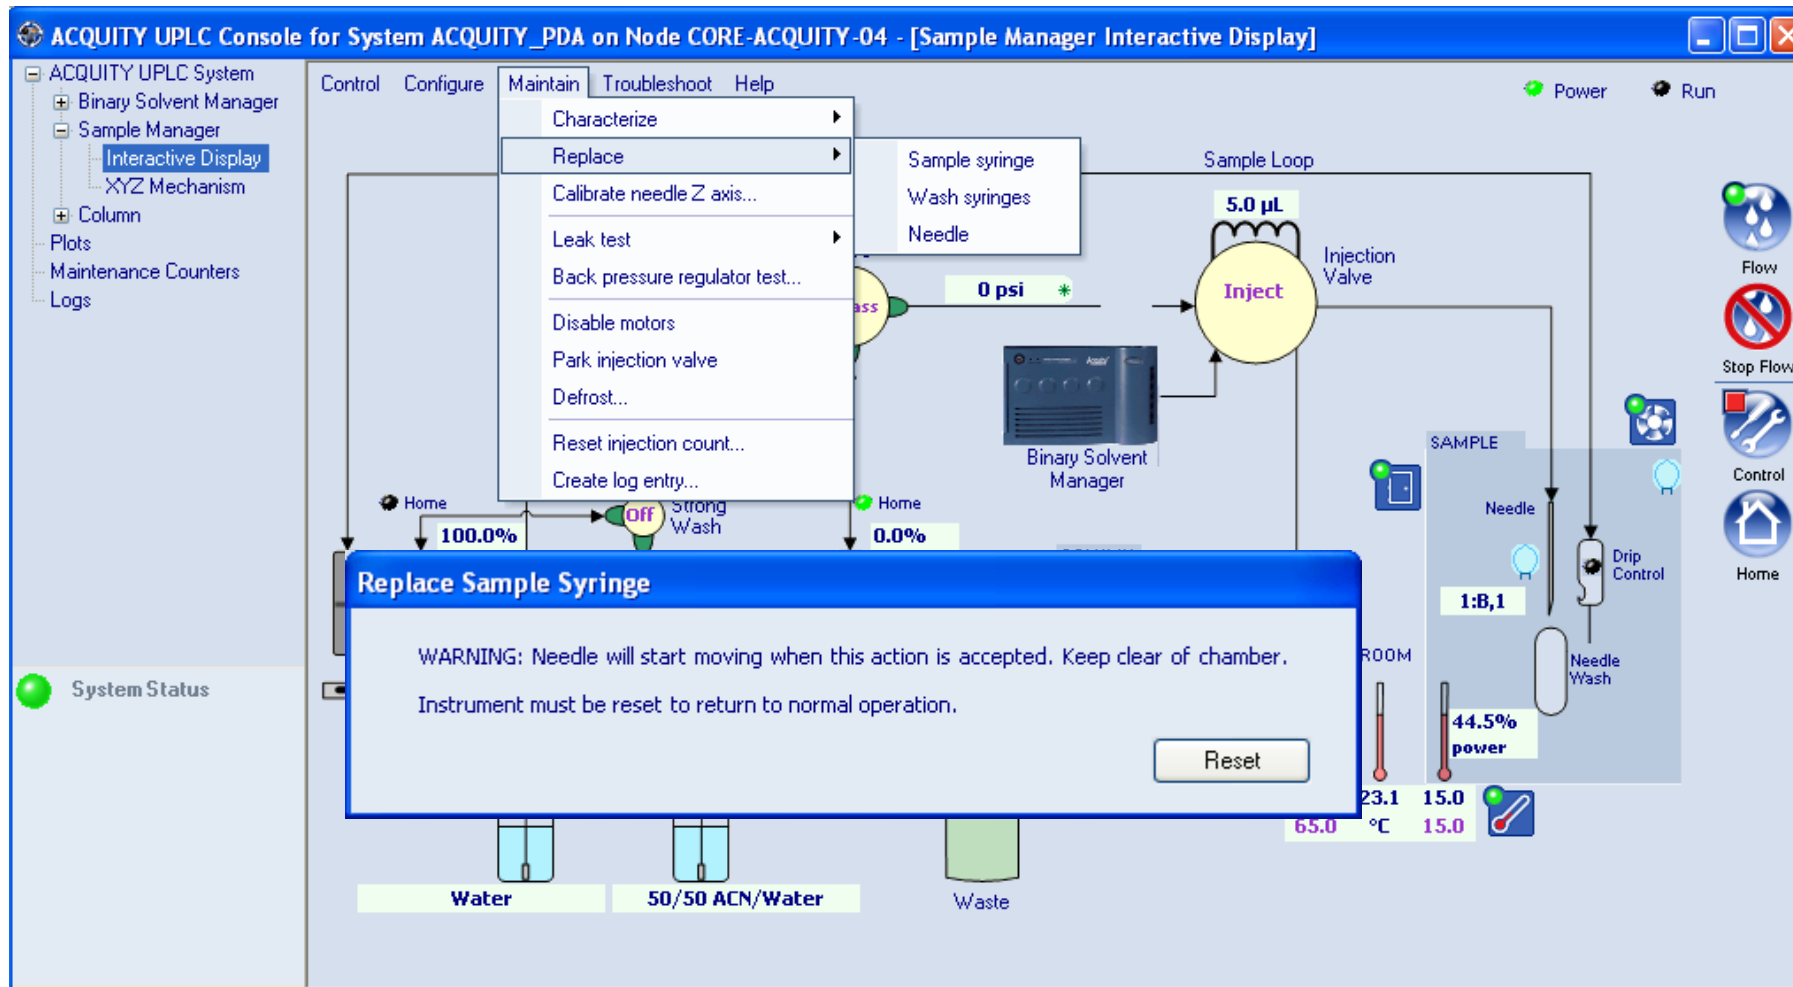 ACQUITY UPLC Console for System ACQUITY_PDA on Node CORE-ACQUITY-04 - [Sample Manager Interactive Display]
ACQUITY UPLC System
Binary Solvent Manager
Sample Manager
Interactive Display
XYZ Mechanism
Column
Plots
Maintenance Counters
Logs
System Status
Control Configure Maintain Troubleshoot Help
Power Run
Characterize
Replace
Calibrate needle Z axis...
Leak test
Back pressure regulator test...
Disable motors
Park injection valve
Defrost...
Reset injection count...
Create log entry...
Sample syringe
Wash syringes
Needle
Sample Loop
5.0 µL
Injection
Valve
Inject
0 psi
Binary Solvent
Manager
Home
100.0%
Off
Strong
Wash
Home
0.0%
SAMPLE
Needle
Drip
Control
1:B,1
Needle
Wash
44.5%
power
23.1 15.0
65.0 °C 15.0
Flow
Stop Flow
Control
Home
Replace Sample Syringe
WARNING: Needle will start moving when this action is accepted. Keep clear of chamber.
Instrument must be reset to return to normal operation.
Reset
Water
50/50 ACN/Water
Waste